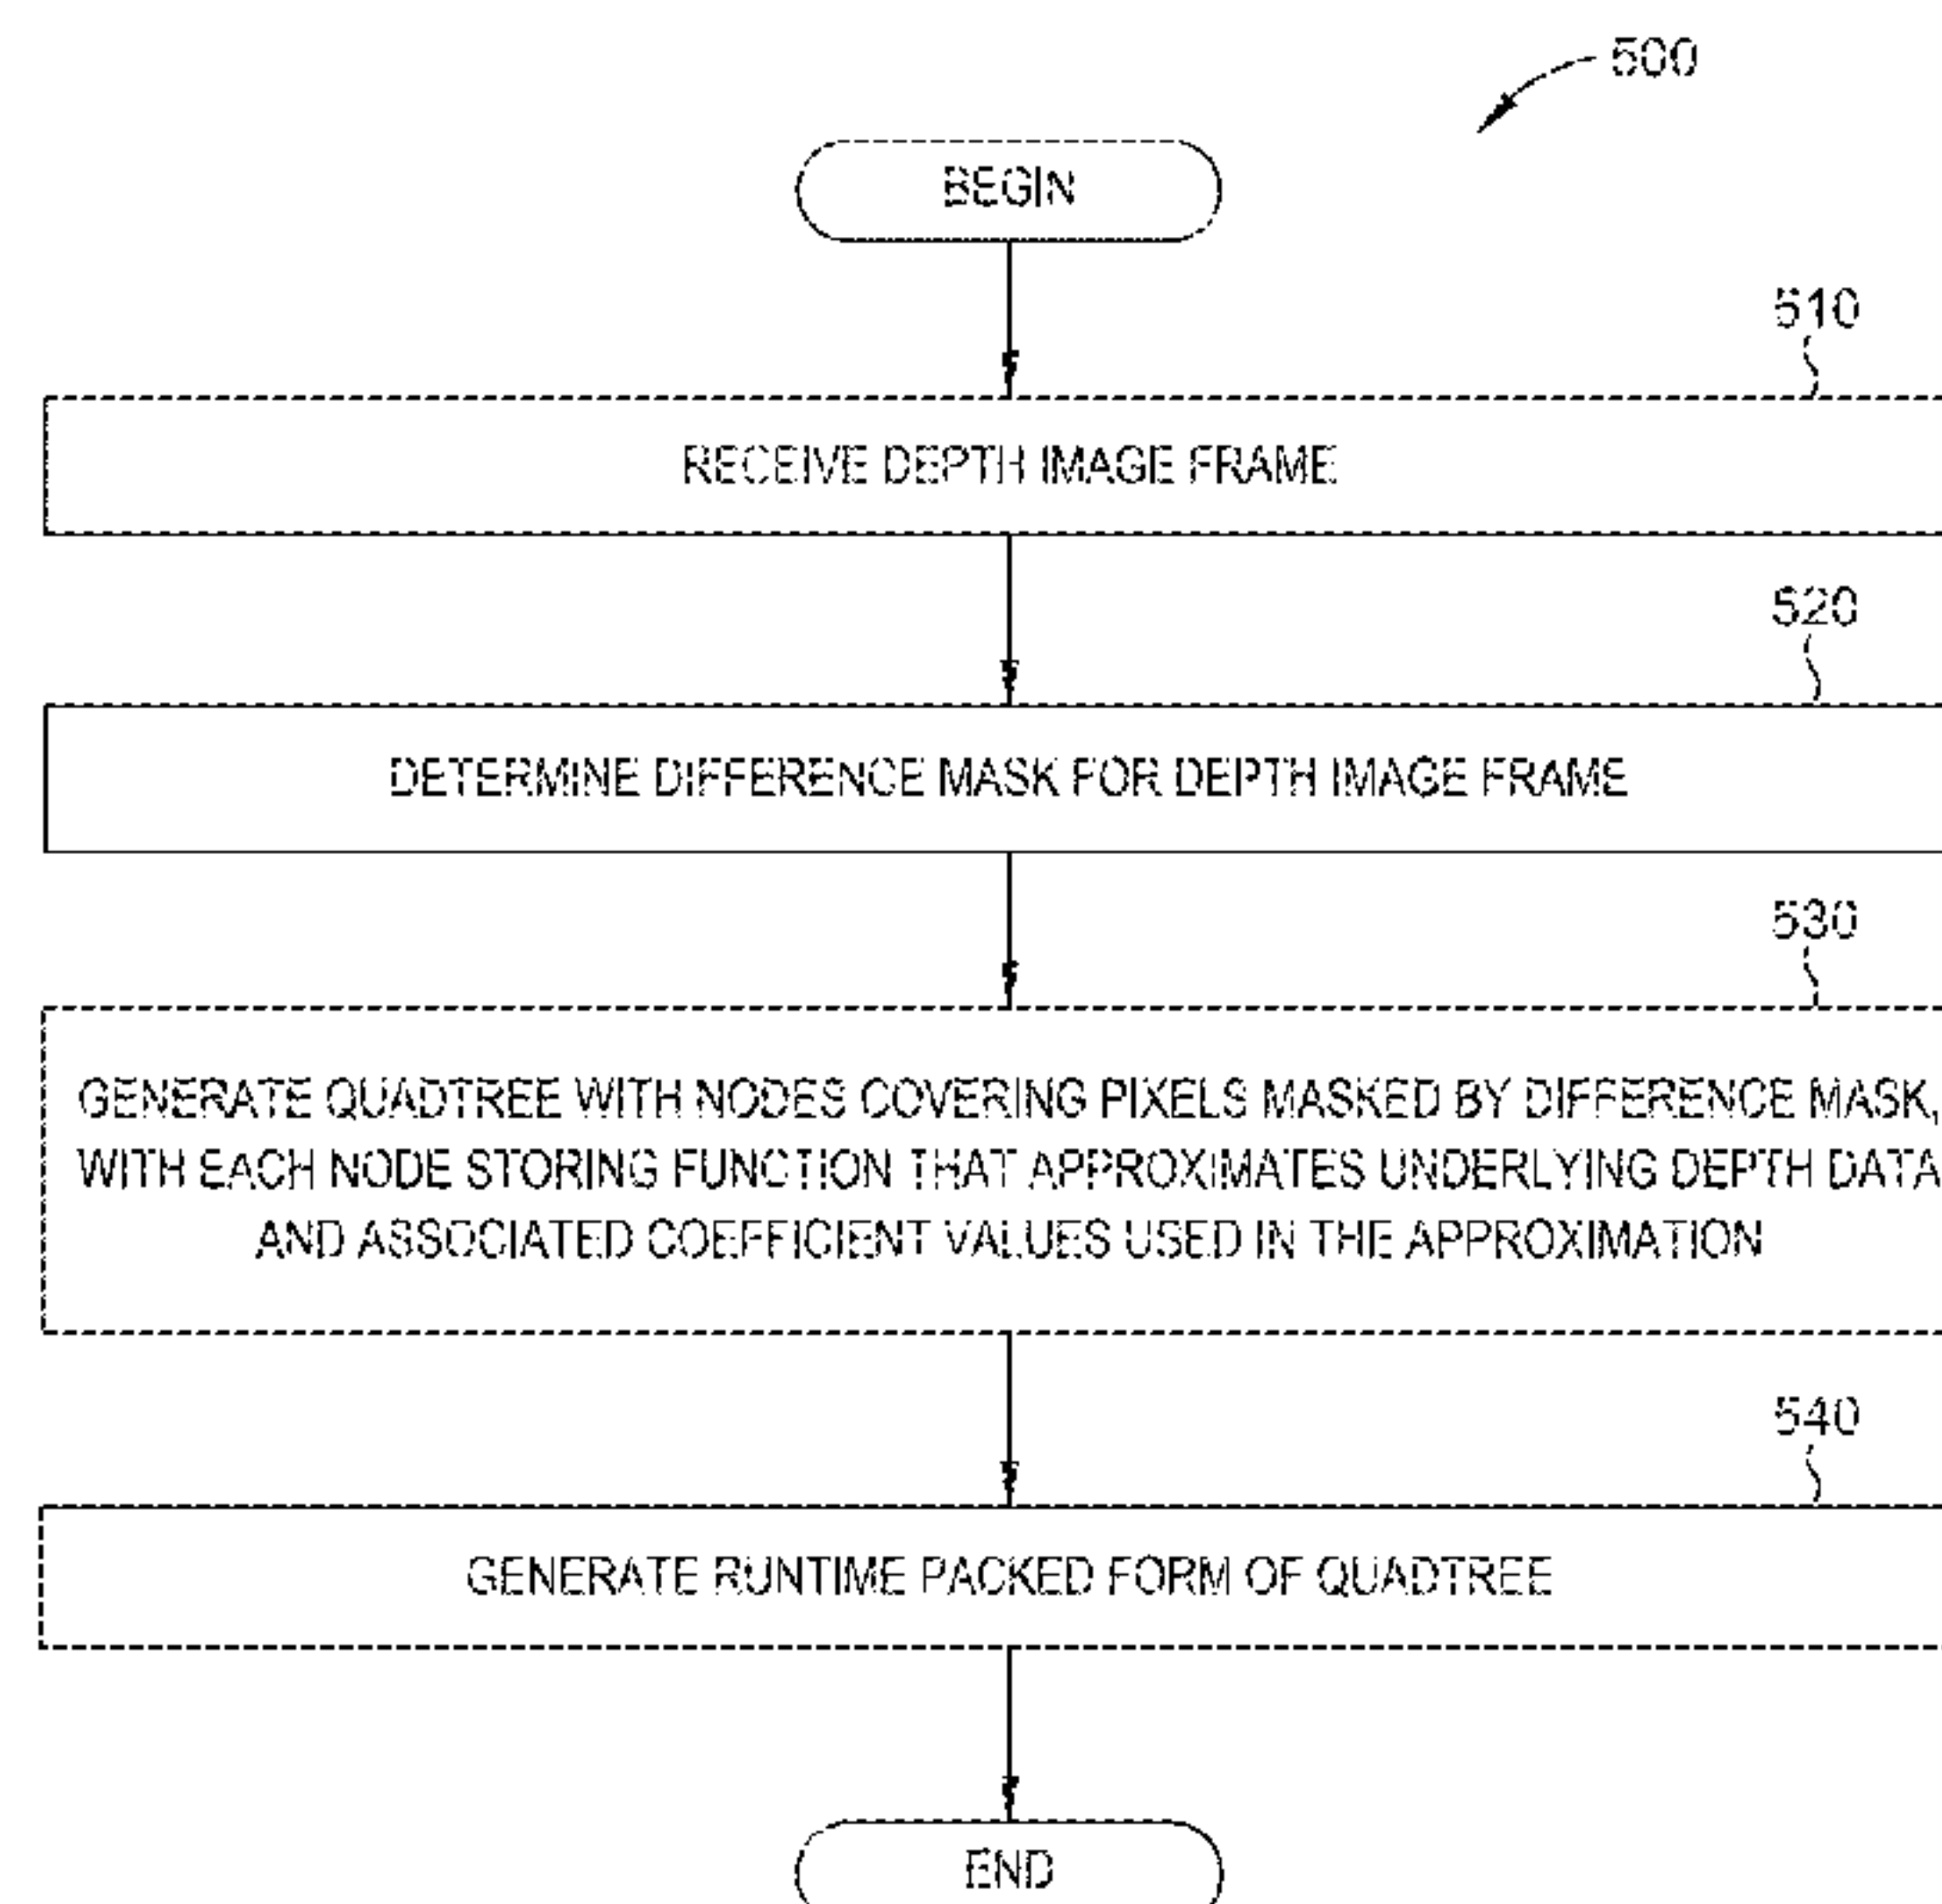 500
BEGIN
510
RECEIVE DEPTH IMAGE FRAME
520
DETERMINE DIFFERENCE MASK FOR DEPTH IMAGE FRAME
530
GENERATE QUADTREE WITH NODES COVERING PIXELS MASKED BY DIFFERENCE MASK,
WITH EACH NODE STORING FUNCTION THAT APPROXIMATES UNDERLYING DEPTH DATA
AND ASSOCIATED COEFFICIENT VALUES USED IN THE APPROXIMATION
540
GENERATE RUNTIME PACKED FORM OF QUADTREE
END